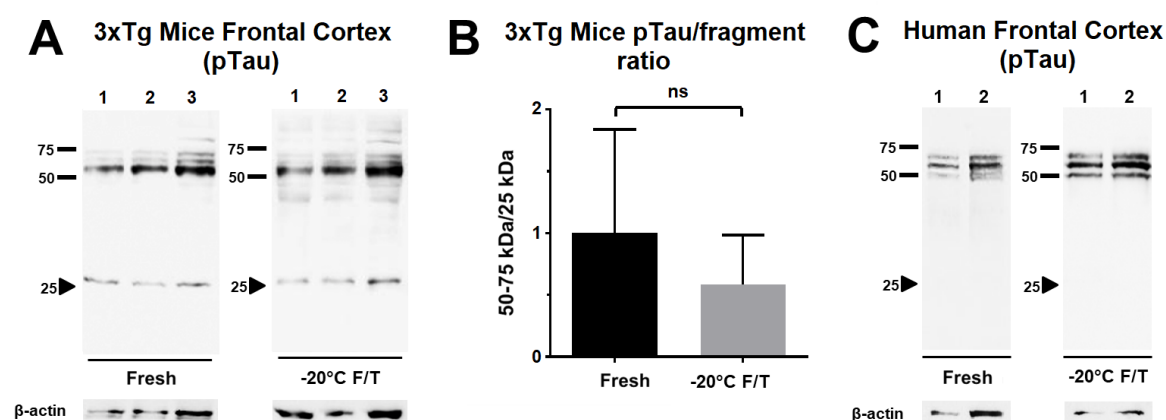 A
3xTg Mice Frontal Cortex
(pTau)
1 2 3
1 2 3
75
50
25
75
50
25
Fresh
-20°C F/T
β-actin
B
3xTg Mice pTau/fragment
ratio
ns
50-75 kDa/25 kDa
2
1
0
Fresh
-20°C F/T
C
Human Frontal Cortex
(pTau)
1 2
1 2
75
50
25
75
50
25
Fresh
-20°C F/T
β-actin